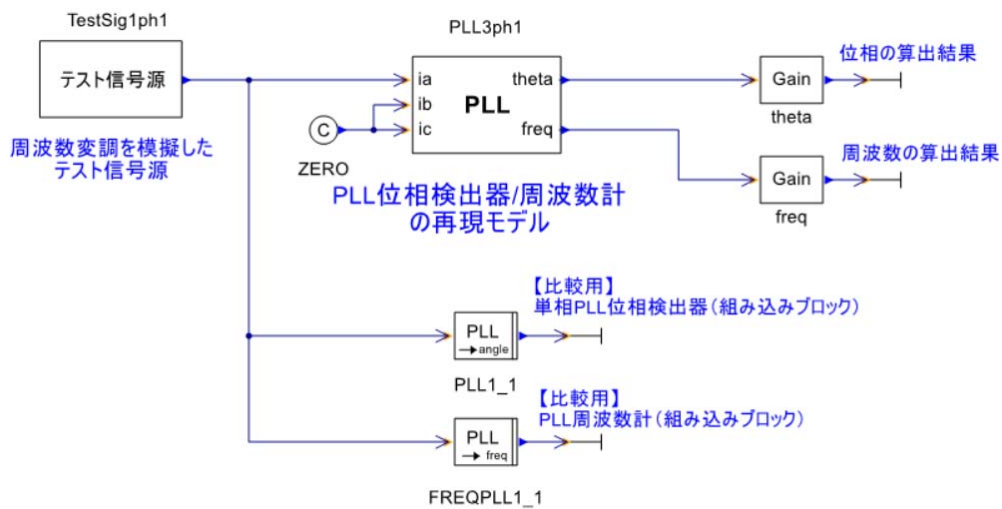 TestSig1ph1
テスト信号源
周波数変調を模擬した
テスト信号源
PLL3ph1
ia
ib
ic
PLL
theta
freq
C
ZERO
PLL位相検出器/周波数計
の再現モデル
Gain
theta
位相の算出結果
Gain
freq
周波数の算出結果
【比較用】
単相PLL位相検出器(組み込みブロック)
PLL
angle
PLL1_1
【比較用】
PLL周波数計(組み込みブロック)
PLL
freq
FREQPLL1_1